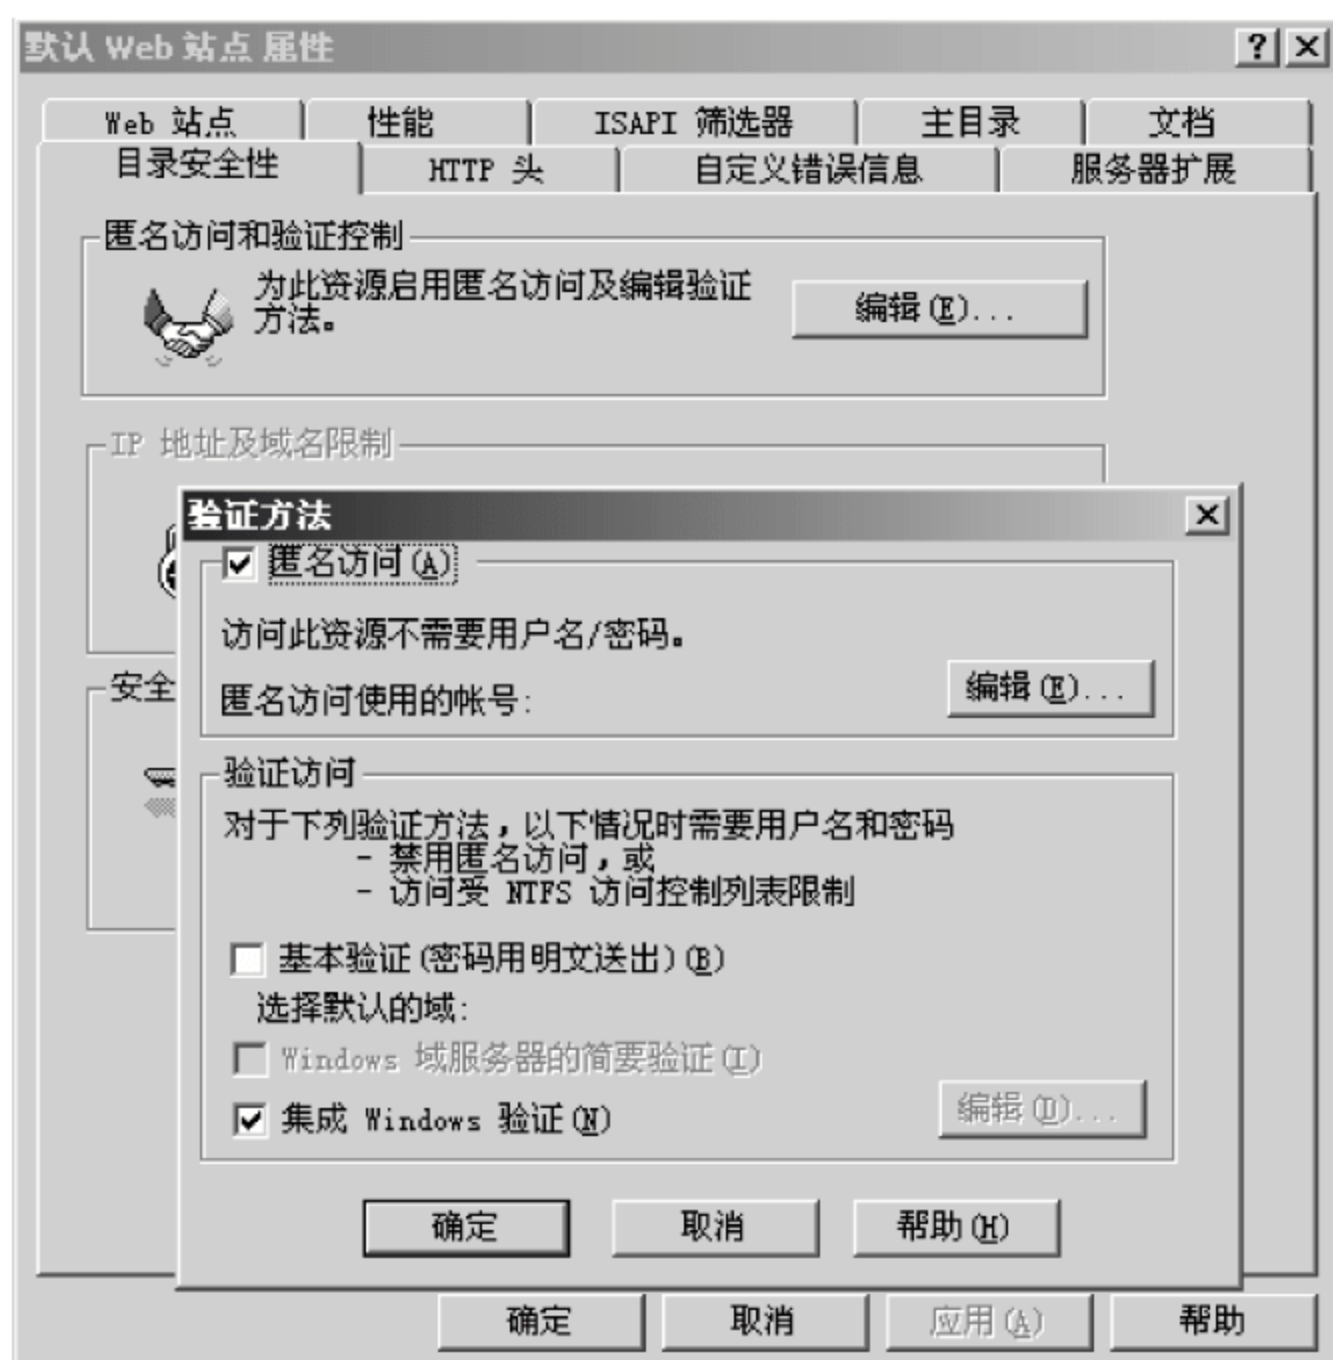 默认 Web 站点 属性
Web 站点 性能 ISAPI 筛选器 主目录 文档
目录安全性 HTTP 头 自定义错误信息 服务器扩展
匿名访问和验证控制
为此资源启用匿名访问及编辑验证
方法。
编辑(E)...
IP 地址及域名限制
安全
验证方法
匿名访问(A)
访问此资源不需要用户名/密码。
匿名访问使用的帐号:
编辑(E)...
验证访问
对于下列验证方法,以下情况时需要用户名和密码
- 禁用匿名访问,或
- 访问受 NTFS 访问控制列表限制
基本验证(密码用明文送出)(B)
选择默认的域:
Windows 域服务器的简要验证(I)
集成 Windows 验证(N)
编辑(D)...
确定 取消 帮助(H)
确定 取消 应用(A) 帮助